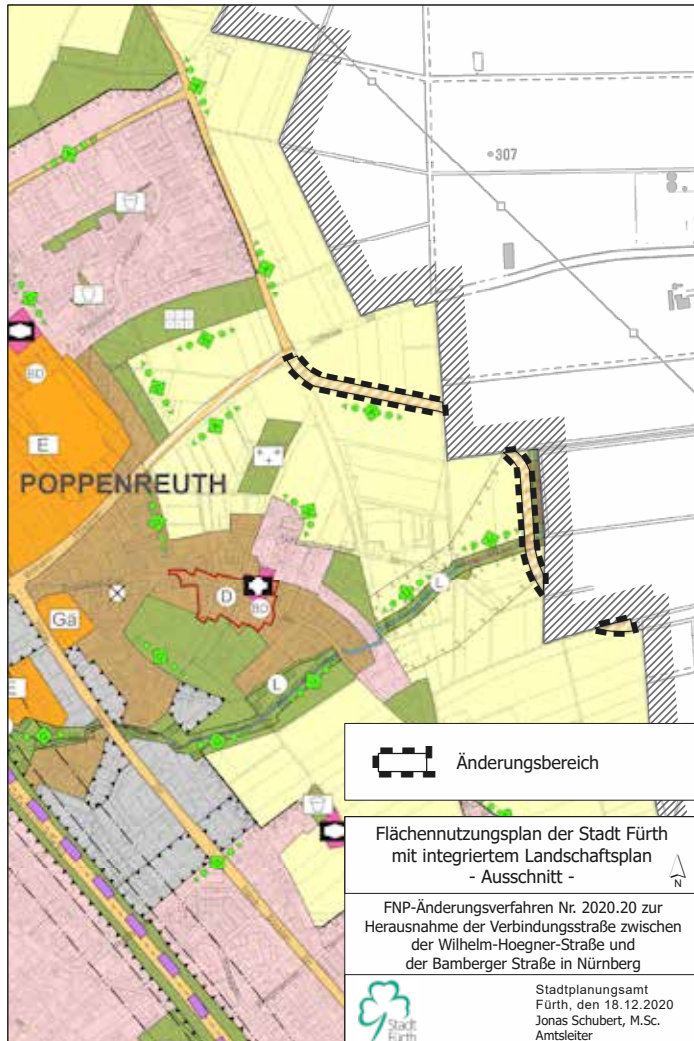 307
BD
E
POPPENREUTH
D
BD
L
Gä
L
E
Änderungsbereich
Flächennutzungsplan der Stadt Fürth
mit integriertem Landschaftsplan
- Ausschnitt -
N
FNP-Änderungsverfahren Nr. 2020.20 zur
Herausnahme der Verbindungsstraße zwischen
der Wilhelm-Hoegner-Straße und
der Bamberger Straße in Nürnberg
Stadt
Fürth
Stadtplanungsamt
Fürth, den 18.12.2020
Jonas Schubert, M.Sc.
Amtsleiter